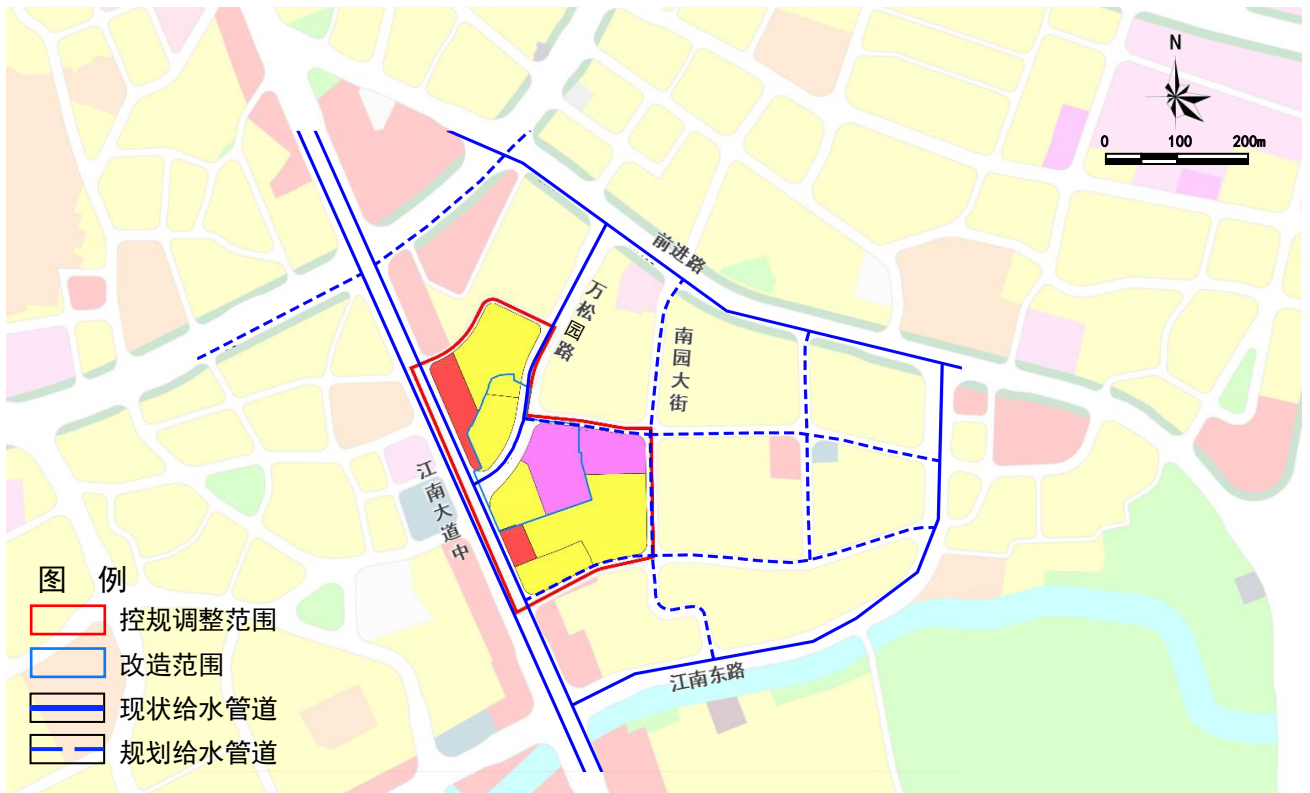 N
0 100 200m
前进路
万松园路
南园大街
江南大道中
江南东路
图 例
控规调整范围
改造范围
现状给水管道
规划给水管道